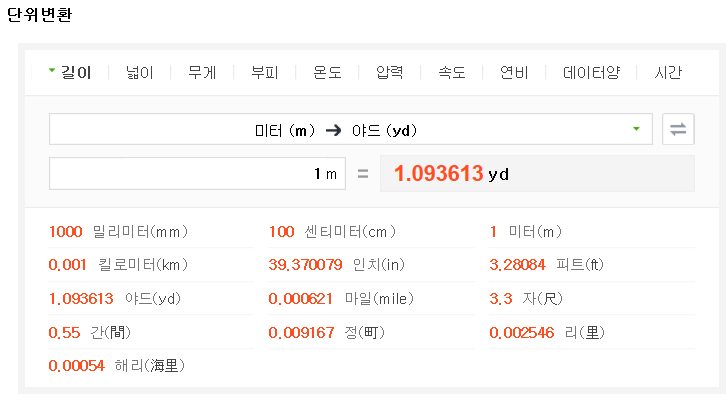 단위변환
길이 넓이 무게 부피 온도 압력 속도 연비 데이터양 시간
미터 (m) → 야드 (yd)
1 m = 1.093613 yd
1000 밀리미터(mm) 100 센티미터(cm) 1 미터(m)
0.001 킬로미터(km) 39.370079 인치(in) 3.28084 피트(ft)
1.093613 야드(yd) 0.000621 마일(mile) 3.3 자(尺)
0.55 간(間) 0.009167 정(町) 0.002546 리(里)
0.00054 해리(海里)